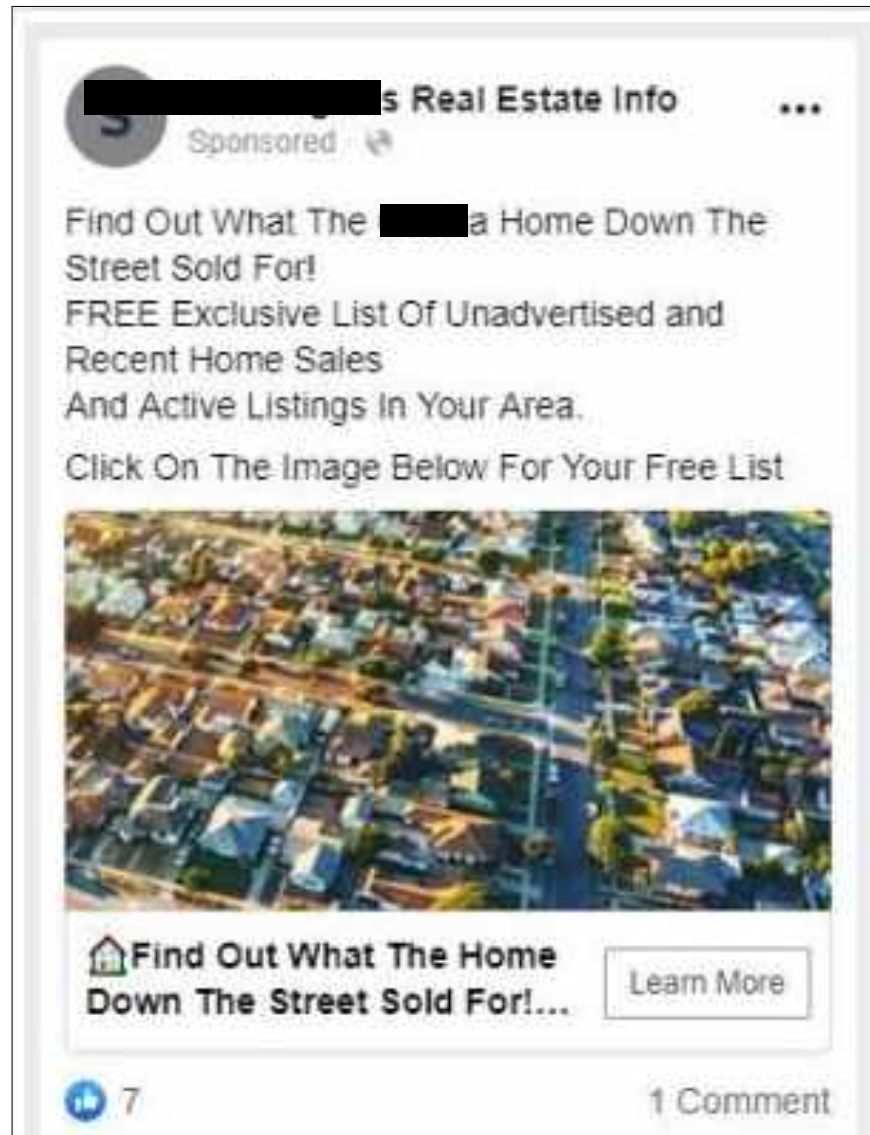 s Real Estate Info
Sponsored
Find Out What The a Home Down The
Street Sold For!
FREE Exclusive List Of Unadvertised and
Recent Home Sales
And Active Listings In Your Area.
Click On The Image Below For Your Free List
Find Out What The Home
Down The Street Sold For!...
Learn More
7
1 Comment